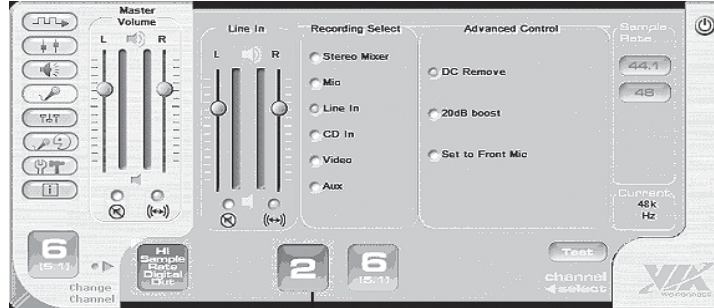 Master
Volume
L R
Line In
L R
Recording Select
Stereo Mixer
Mic
Line In
CD In
Video
Aux
Advanced Control
DC Remove
20dB boost
Set to Front Mic
Sample
Rate
44.1
48
Current
48k
Hz
6
(5.1)
Change
Channel
Hi
Sample
Rate
Digital
Out
2
6
(5.1)
Test
channel
select
VIA